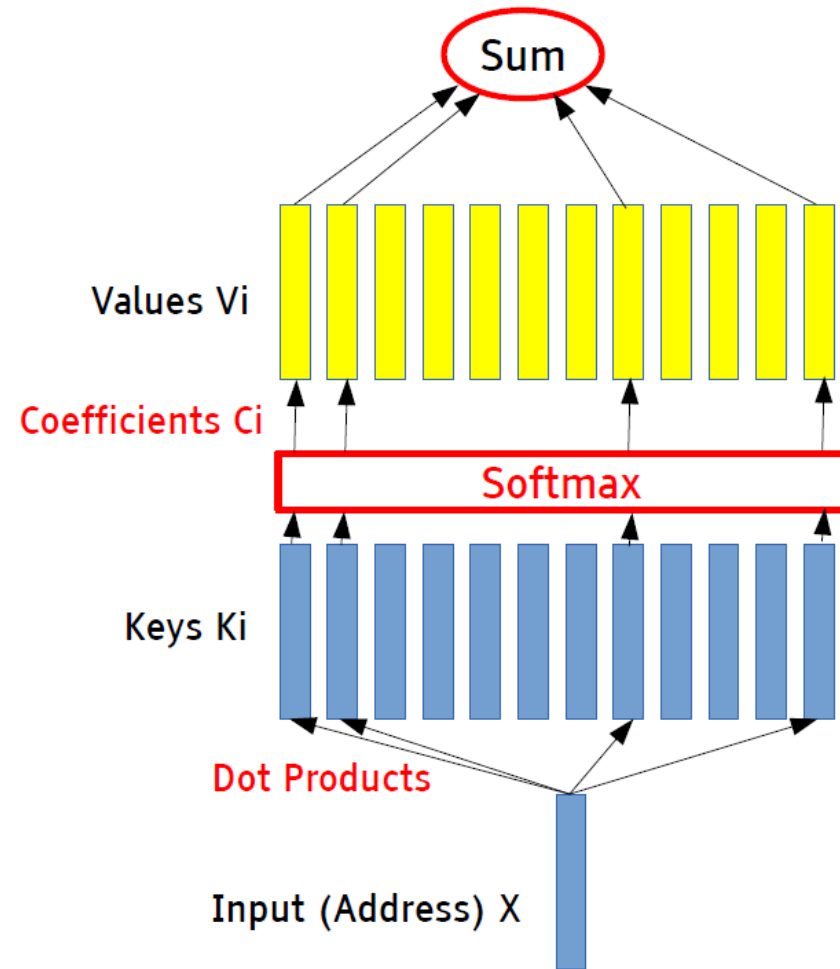 Sum
Values Vi
Coefficients Ci
Softmax
Keys Ki
Dot Products
Input (Address) X